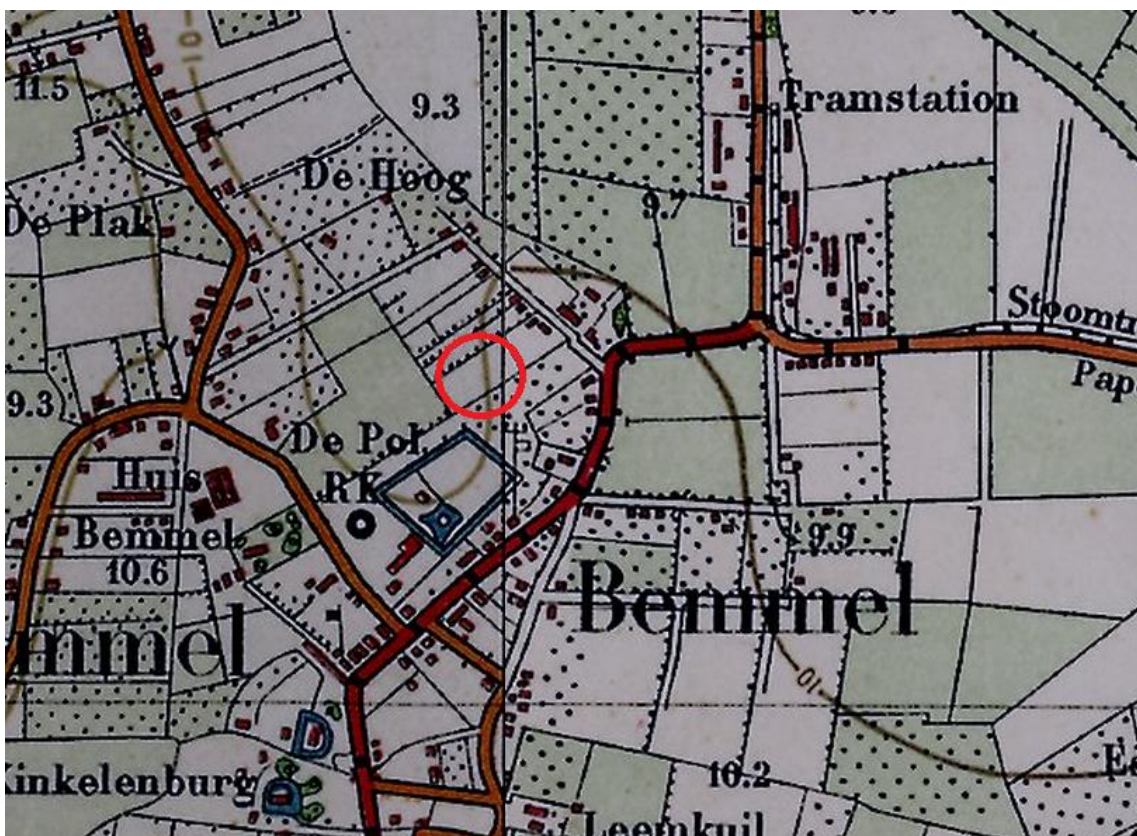 10
11.5
9.3
Tramstation
De Hoog
9.7
De Plak
Stoomtr
Pap
9.3
De Pol
Huis
RK
Bemmel
9.9
10.6
Bemmel
mmel
10
Kinkelenburg
10.2
Leemkuil